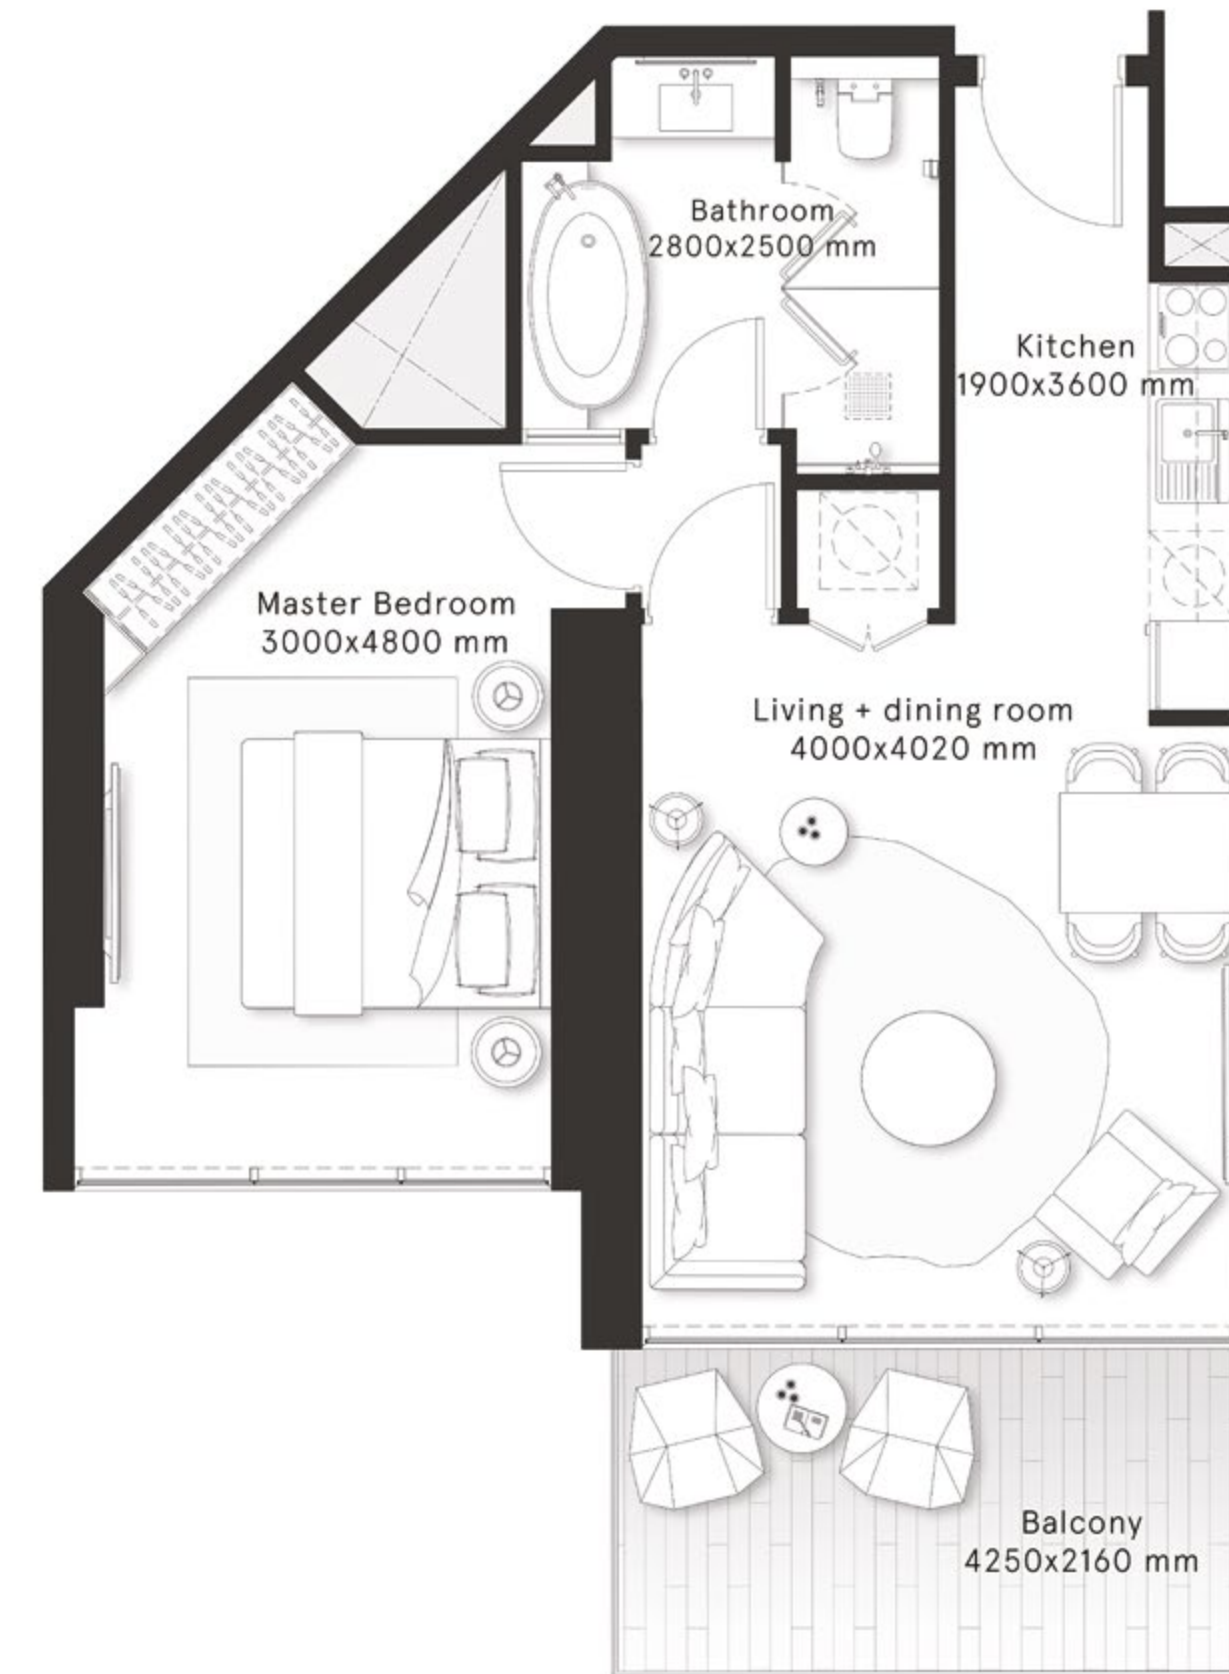 Bathroom
2800x2500 mm
Kitchen
1900x3600 mm
Master Bedroom
3000x4800 mm
Living + dining room
4000x4020 mm
Balcony
4250x2160 mm